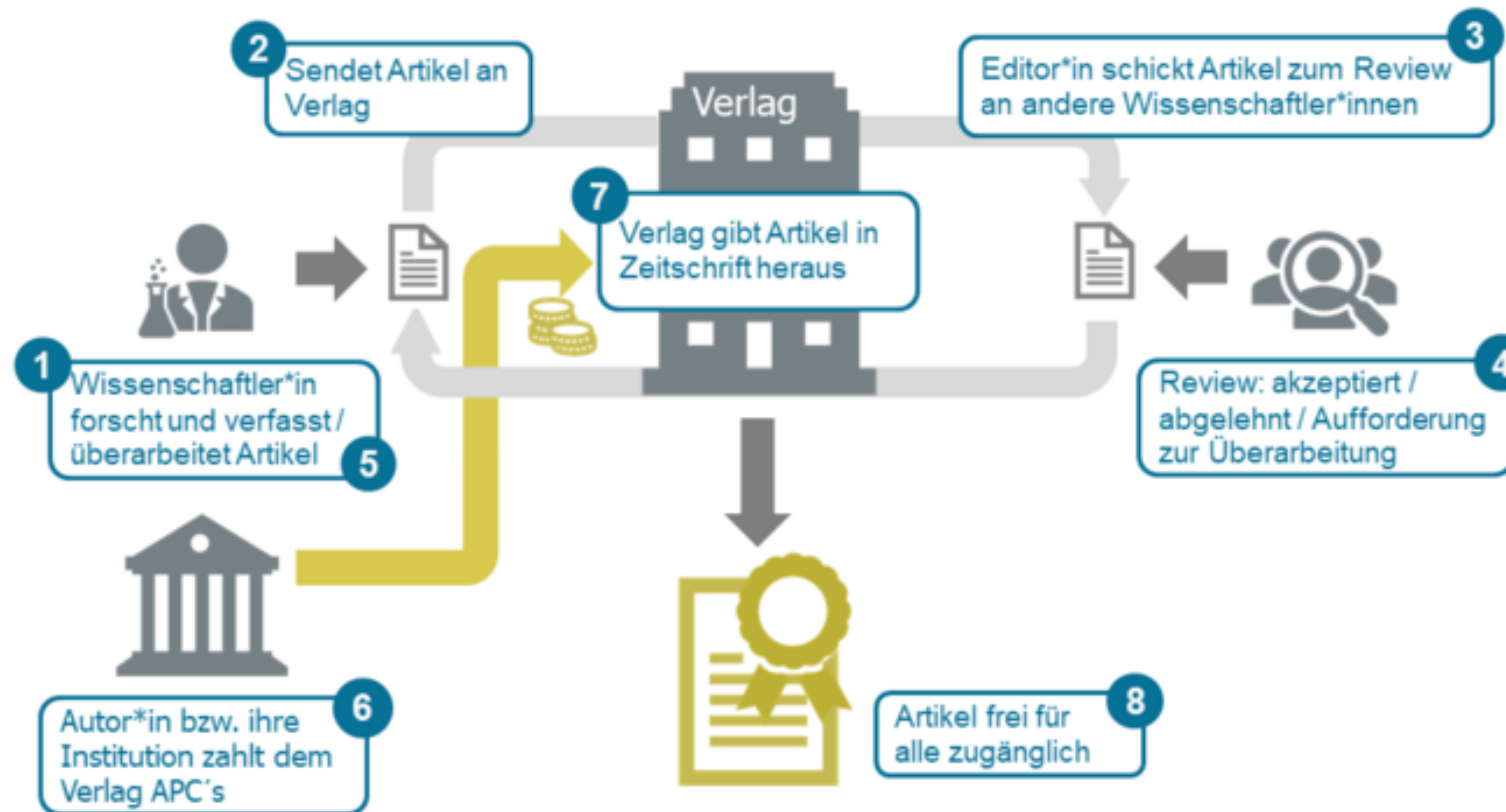 2
Sendet Artikel an
Verlag
Verlag
3
Editor*in schickt Artikel zum Review
an andere Wissenschaftler*innen
7
Verlag gibt Artikel in
Zeitschrift heraus
1
Wissenschaftler*in
forscht und verfasst /
überarbeitet Artikel
5
4
Review: akzeptiert /
abgelehnt / Aufforderung
zur Überarbeitung
6
Autor*in bzw. ihre
Institution zahlt dem
Verlag APC´s
8
Artikel frei für
alle zugänglich